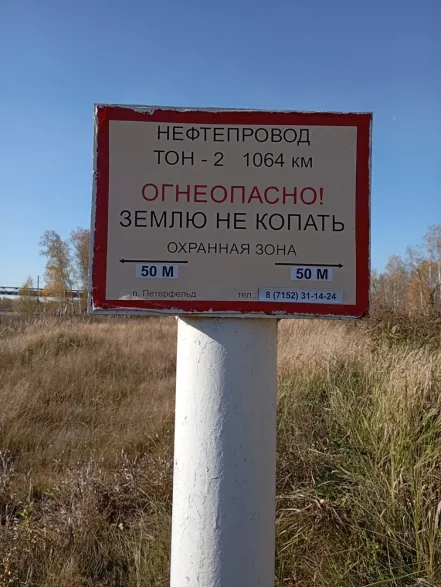 НЕФТЕПРОВОД
ТОН - 2 1064 км
ОГНЕОПАСНО!
ЗЕМЛЮ НЕ КОПАТЬ
ОХРАННАЯ ЗОНА
50 М 50 М
п. Петерфельд тел.: 8 (7152) 31-14-24